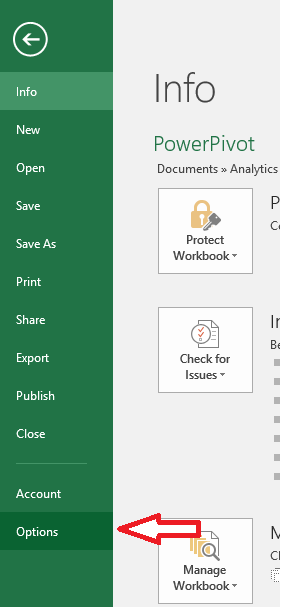 Info
New
Open
Save
Save As
Print
Share
Export
Publish
Close
Account
Options
Info
PowerPivot
Documents » Analytics
Protect
Workbook
Check for
Issues
Manage
Workbook